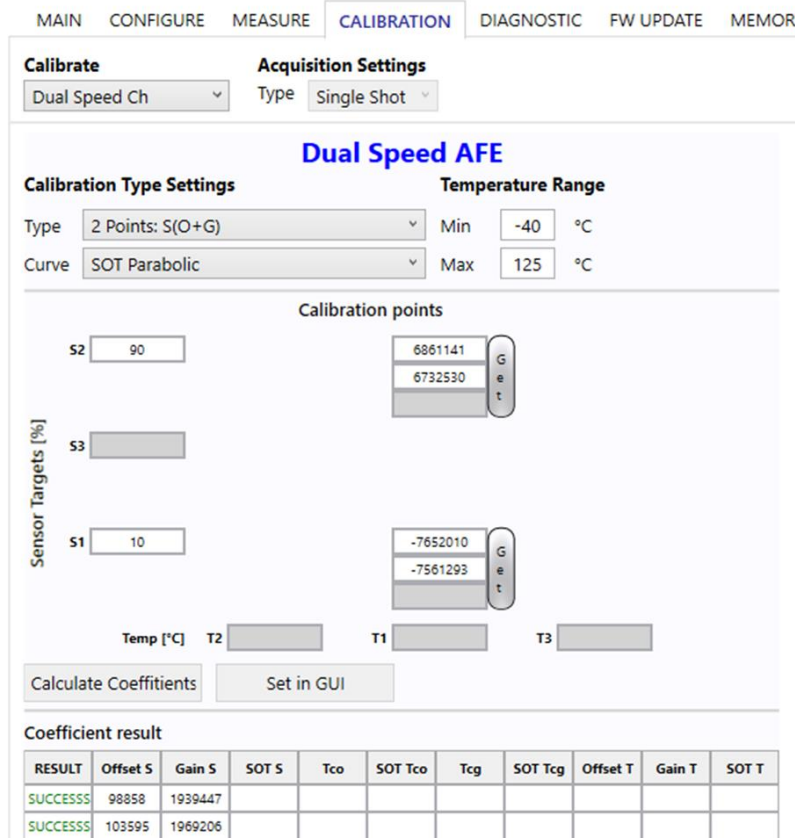 MAIN CONFIGURE MEASURE CALIBRATION DIAGNOSTIC FW UPDATE MEMOR
Calibrate Acquisition Settings
Dual Speed Ch Type Single Shot
Dual Speed AFE
Calibration Type Settings Temperature Range
Type 2 Points: S(O+G) Min -40 °C
Curve SOT Parabolic Max 125 °C
Calibration points
S2 90 6861141 Get
6732530
Sensor Targets [%]
S3
S1 10 -7652010 Get
-7561293
Temp [°C] T2 T1 T3
Calculate Coeffitients Set in GUI
Coefficient result
RESULT Offset S Gain S SOT S Tco SOT Tco Tcg SOT Tcg Offset T Gain T SOT T
SUCCESSS 98858 1939447
SUCCESSS 103595 1969206